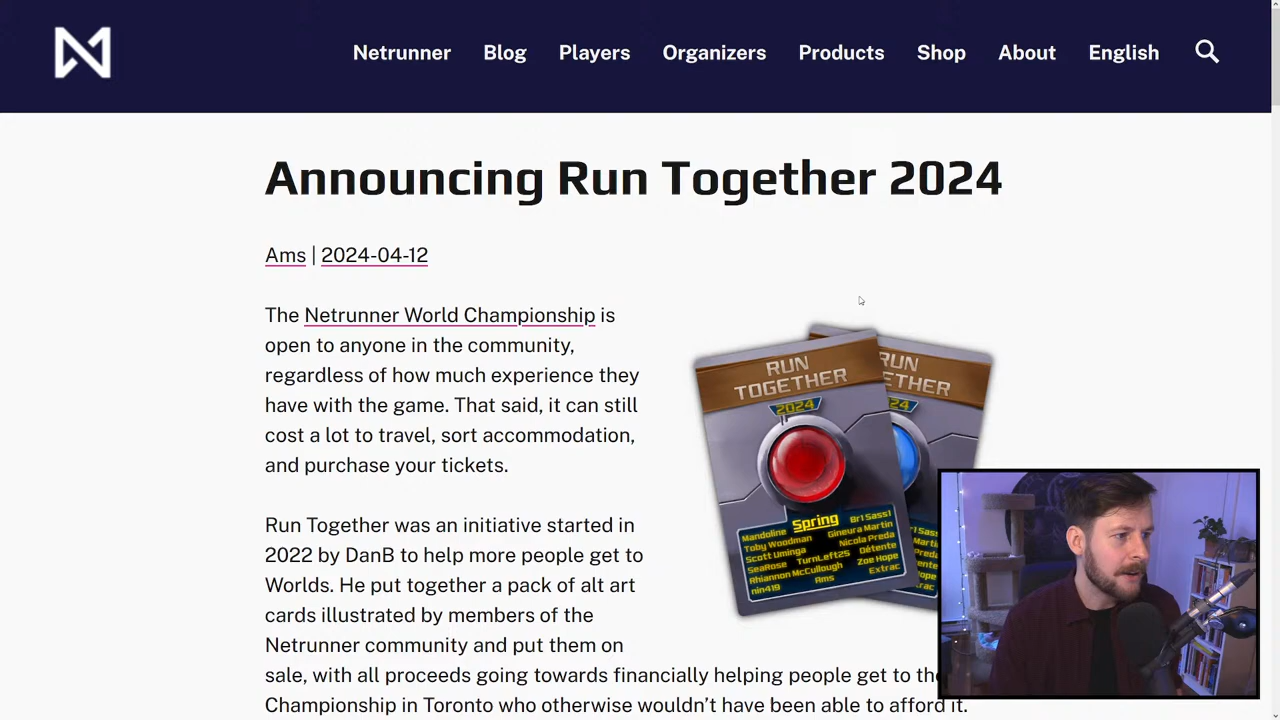 Netrunner Blog Players Organizers Products Shop About English
Announcing Run Together 2024
Ams | 2024-04-12
The Netrunner World Championship is
open to anyone in the community,
regardless of how much experience they
have with the game. That said, it can still
cost a lot to travel, sort accommodation,
and purchase your tickets.
Run Together was an initiative started in
2022 by DanB to help more people get to
Worlds. He put together a pack of alt art
cards illustrated by members of the
Netrunner community and put them on
sale, with all proceeds going towards financially helping people get to the
Championship in Toronto who otherwise wouldn't have been able to afford it.
RUN
TOGETHER
2024
Spring
Mandoline
Br1Sass1
Toby Woodman
Ginevra Martin
Scott Uminga
Nicola Preda
SeaRose
TurnLeft25
Détente
Rhiannon McCullough
Zoe Hope
nin419
Ams
Extrac
RUN